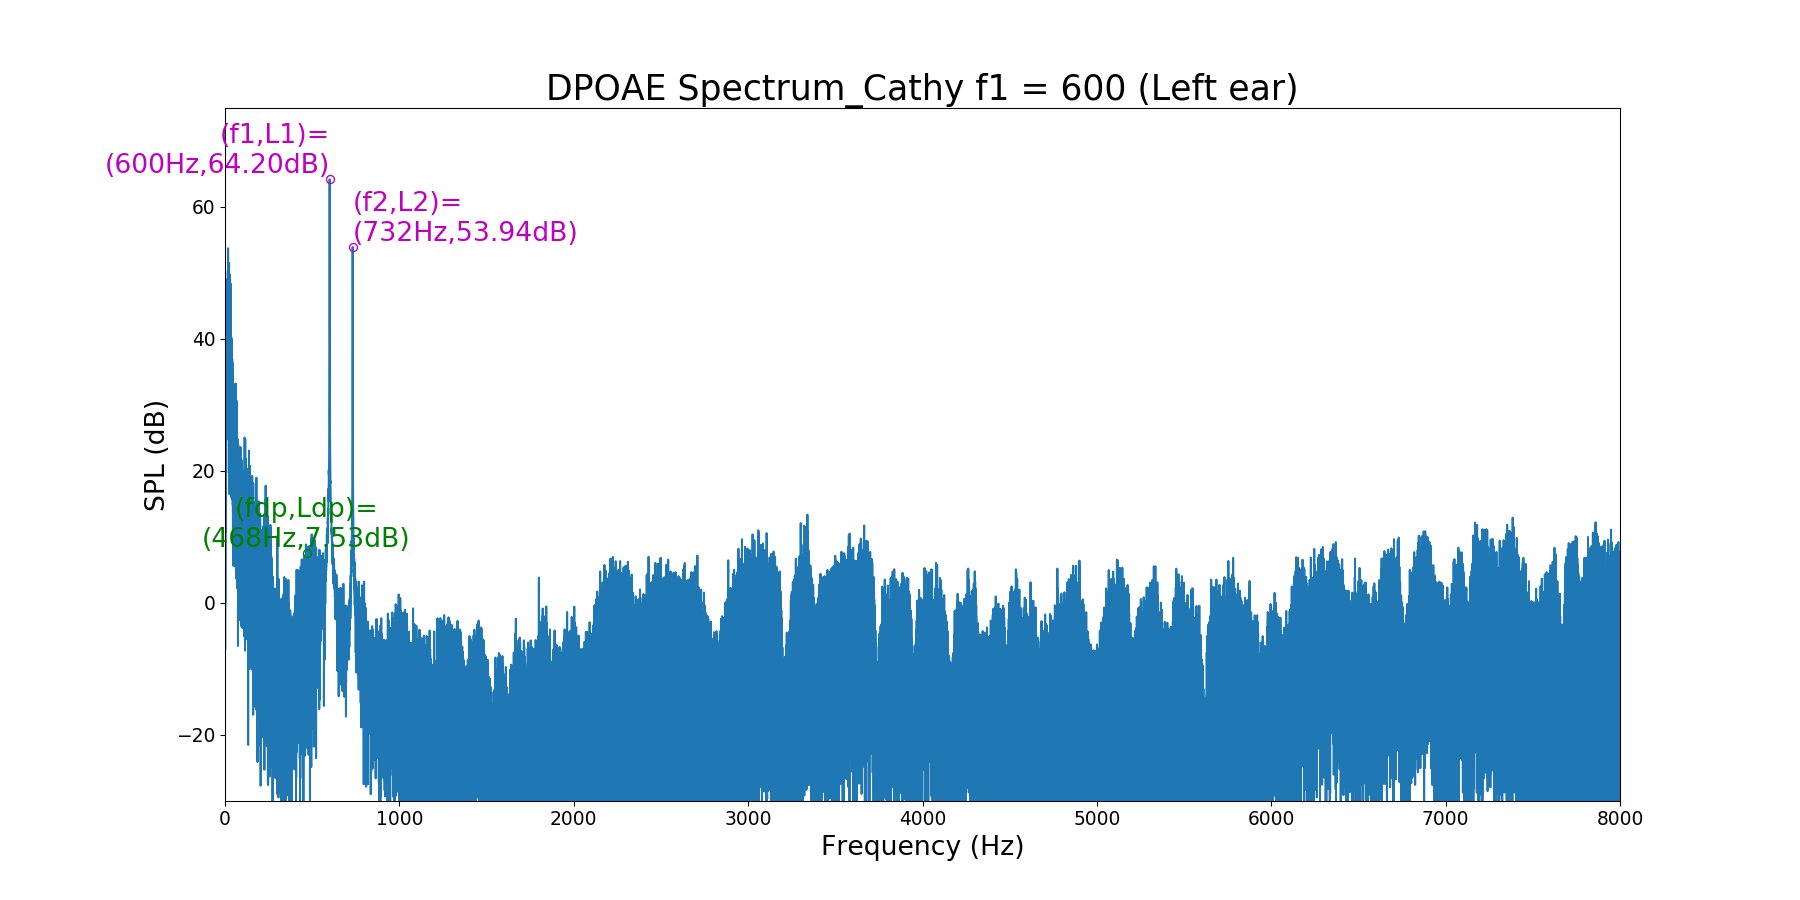 DPOAE Spectrum_Cathy f1 = 600 (Left ear)
(f1,L1)=
(600Hz,64.20dB)
(f2,L2)=
(732Hz,53.94dB)
(fdp,Ldp)=
(468Hz,7.53dB)
SPL (dB)
60
40
20
0
−20
0 1000 2000 3000 4000 5000 6000 7000 8000
Frequency (Hz)